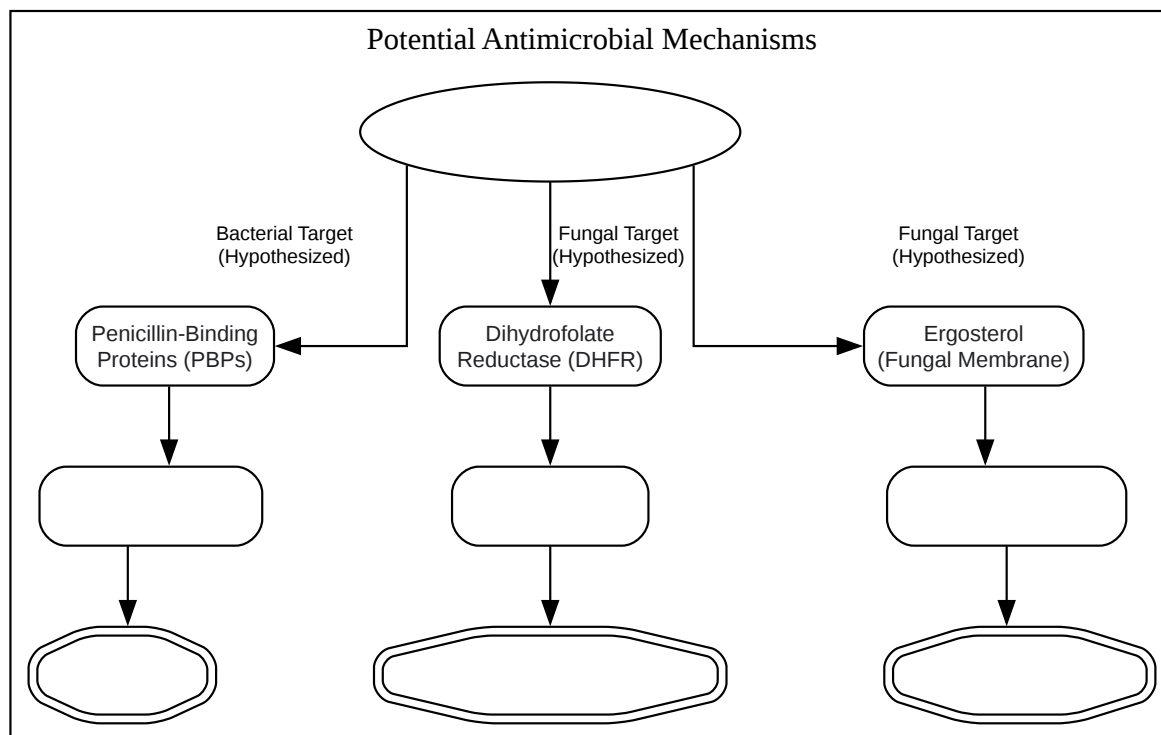 Potential Antimicrobial Mechanisms
Bacterial Target
(Hypothesized)
Fungal Target
(Hypothesized)
Fungal Target
(Hypothesized)
Penicillin-Binding
Proteins (PBPs)
Dihydrofolate
Reductase (DHFR)
Ergosterol
(Fungal Membrane)